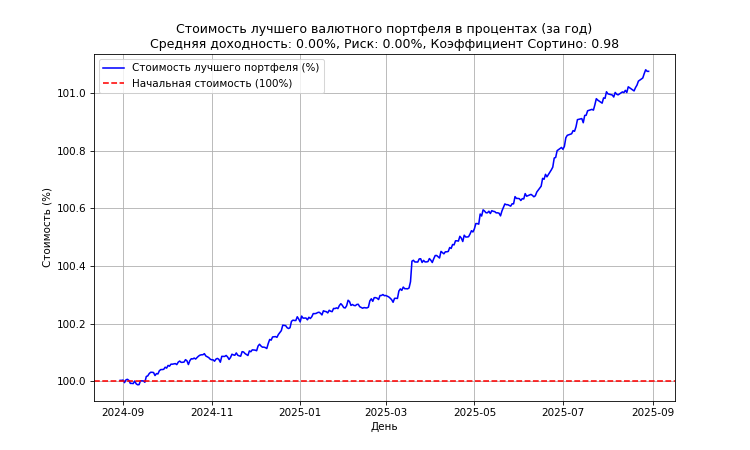 Стоимость лучшего валютного портфеля в процентах (за год)
Средняя доходность: 0.00%, Риск: 0.00%, Коэффициент Сортино: 0.98
Стоимость лучшего портфеля (%)
Начальная стоимость (100%)
Стоимость (%)
101.0
100.8
100.6
100.4
100.2
100.0
2024-09 2024-11 2025-01 2025-03 2025-05 2025-07 2025-09
День